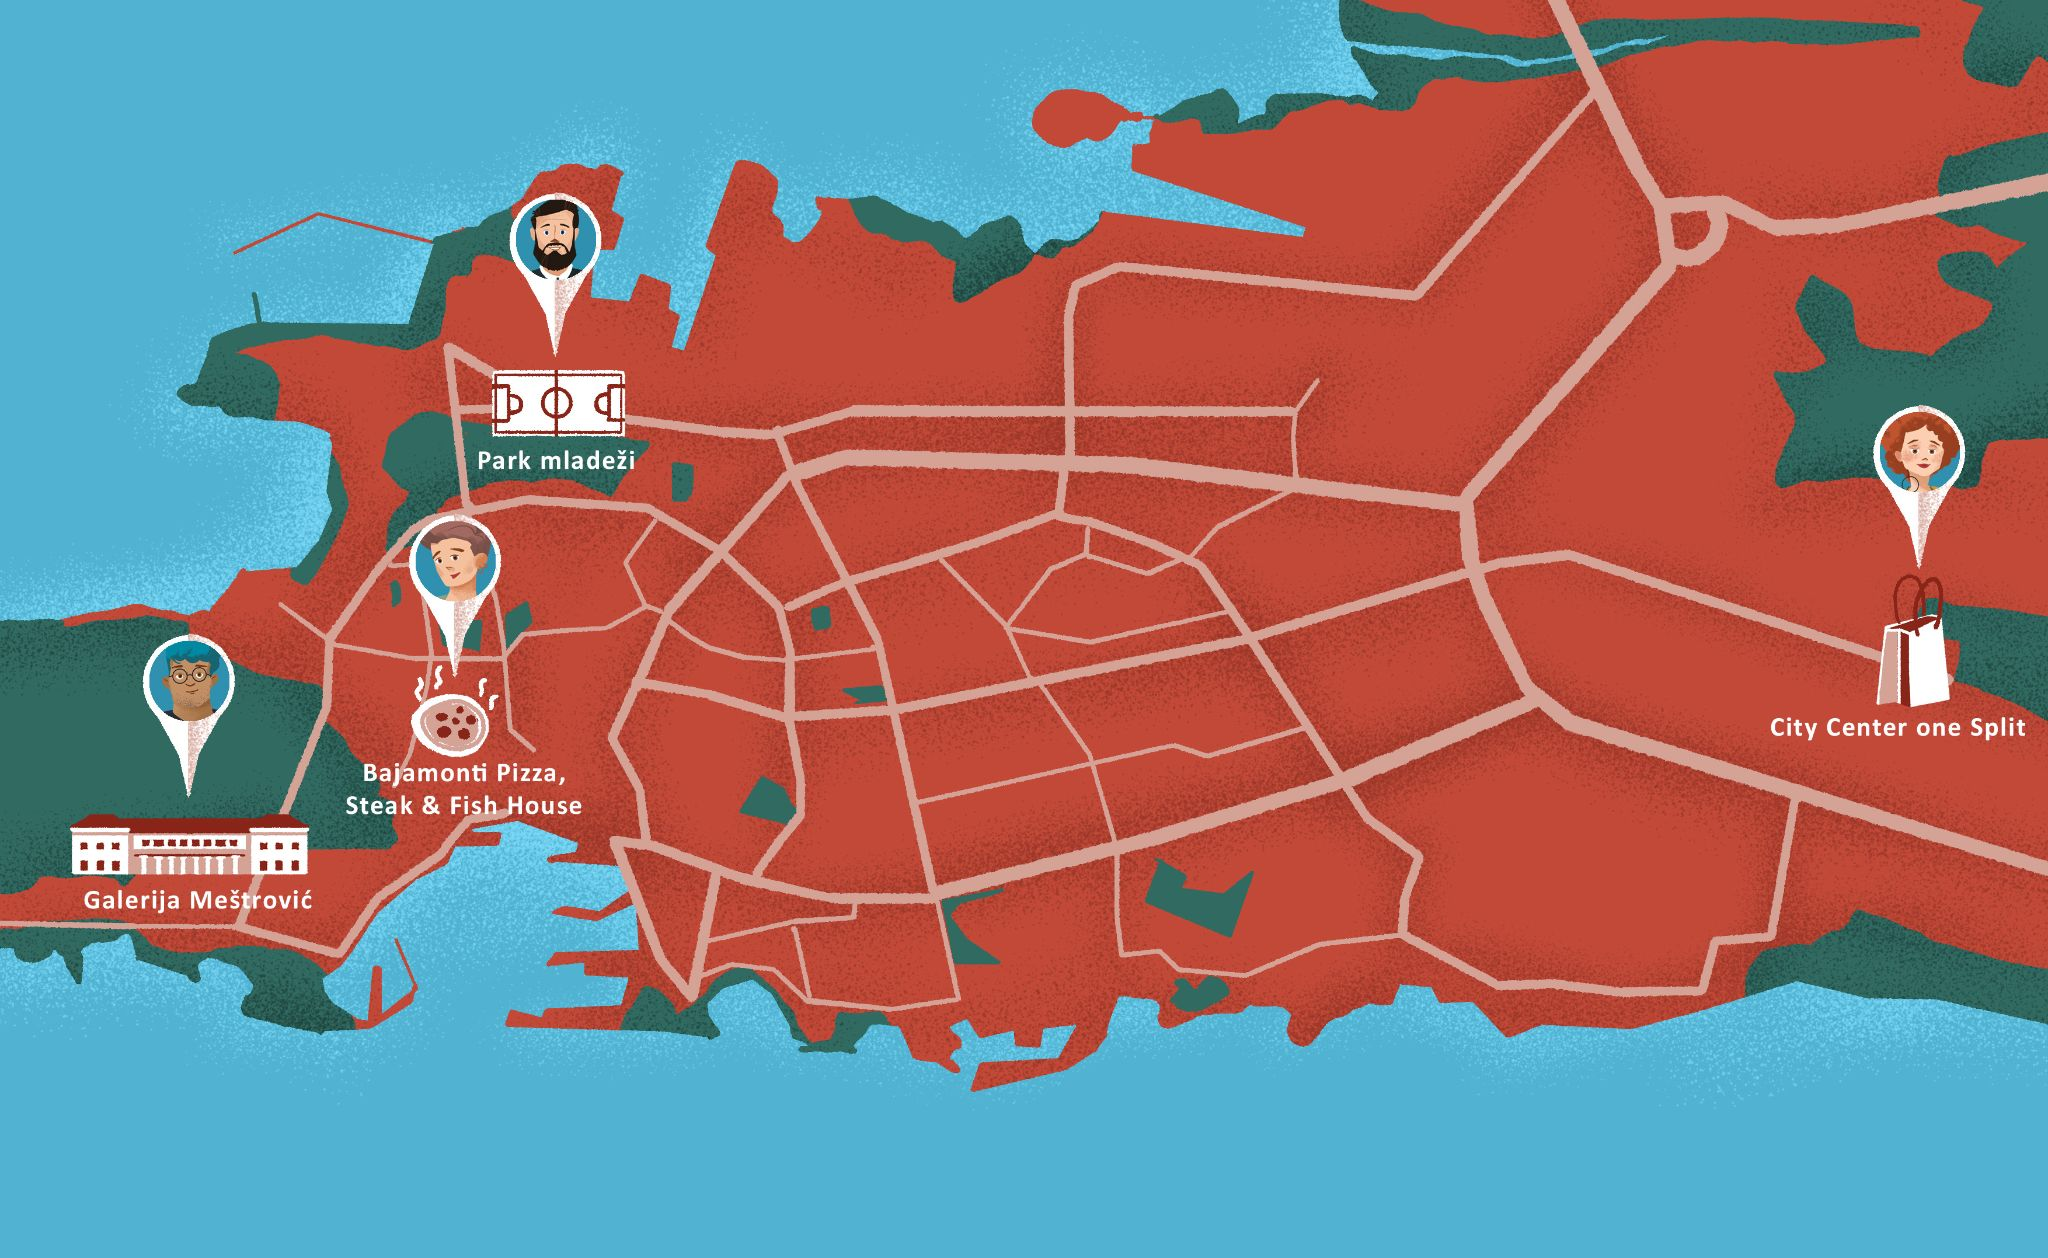 Park mladeži
City Center one Split
Bajamonti Pizza,
Steak & Fish House
Galerija Meštrović